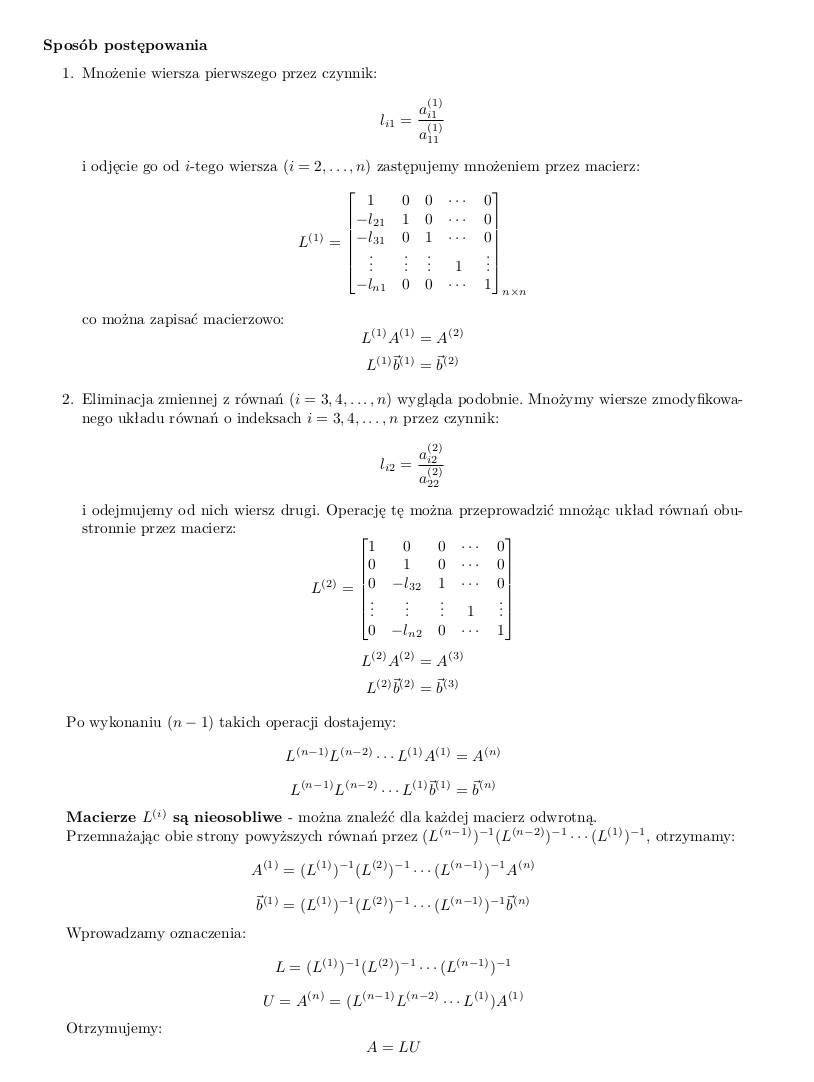 Sposób postępowania
1. Mnożenie wiersza pierwszego przez czynnik:
l_{i1} = \frac{a_{i1}^{(1)}}{a_{11}^{(1)}}
i odjęcie go od i-tego wiersza (i = 2, . . . , n) zastępujemy mnożeniem przez macierz:
L^{(1)} = \begin{bmatrix} 1 & 0 & 0 & \cdots & 0 \\ -l_{21} & 1 & 0 & \cdots & 0 \\ -l_{31} & 0 & 1 & \cdots & 0 \\ \vdots & \vdots & \vdots & 1 & \vdots \\ -l_{n1} & 0 & 0 & \cdots & 1 \end{bmatrix}_{n \times n}
co można zapisać macierzowo:
L^{(1)} A^{(1)} = A^{(2)}
L^{(1)} \vec{b}^{(1)} = \vec{b}^{(2)}
2. Eliminacja zmiennej z równań (i = 3, 4, . . . , n) wygląda podobnie. Mnożymy wiersze zmodyfikowa-
nego układu równań o indeksach i = 3, 4, . . . , n przez czynnik:
l_{i2} = \frac{a_{i2}^{(2)}}{a_{22}^{(2)}}
i odejmujemy od nich wiersz drugi. Operację tę można przeprowadzić mnożąc układ równań obu-
stronnie przez macierz:
L^{(2)} = \begin{bmatrix} 1 & 0 & 0 & \cdots & 0 \\ 0 & 1 & 0 & \cdots & 0 \\ 0 & -l_{32} & 1 & \cdots & 0 \\ \vdots & \vdots & \vdots & 1 & \vdots \\ 0 & -l_{n2} & 0 & \cdots & 1 \end{bmatrix}
L^{(2)} A^{(2)} = A^{(3)}
L^{(2)} \vec{b}^{(2)} = \vec{b}^{(3)}
Po wykonaniu (n − 1) takich operacji dostajemy:
L^{(n-1)} L^{(n-2)} \cdots L^{(1)} A^{(1)} = A^{(n)}
L^{(n-1)} L^{(n-2)} \cdots L^{(1)} \vec{b}^{(1)} = \vec{b}^{(n)}
Macierze L^{(i)} są nieosobliwe - można znaleźć dla każdej macierz odwrotną.
Przemnażając obie strony powyższych równań przez (L^{(n-1)})^{-1}(L^{(n-2)})^{-1} \cdots (L^{(1)})^{-1}, otrzymamy:
A^{(1)} = (L^{(1)})^{-1}(L^{(2)})^{-1} \cdots (L^{(n-1)})^{-1} A^{(n)}
\vec{b}^{(1)} = (L^{(1)})^{-1}(L^{(2)})^{-1} \cdots (L^{(n-1)})^{-1} \vec{b}^{(n)}
Wprowadzamy oznaczenia:
L = (L^{(1)})^{-1}(L^{(2)})^{-1} \cdots (L^{(n-1)})^{-1}
U = A^{(n)} = (L^{(n-1)} L^{(n-2)} \cdots L^{(1)}) A^{(1)}
Otrzymujemy:
A = LU